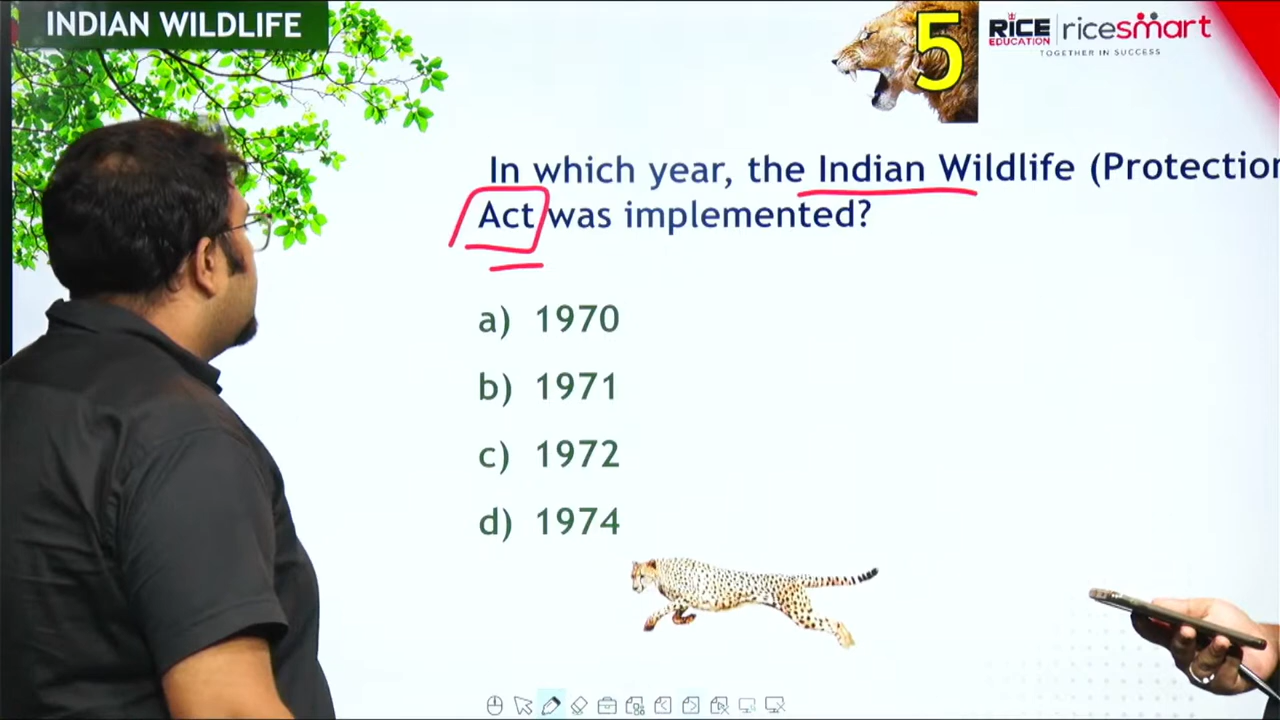 INDIAN WILDLIFE
5
RICE
EDUCATION
ricesmart
TOGETHER IN SUCCESS
In which year, the Indian Wildlife (Protection
Act was implemented?
a) 1970
b) 1971
c) 1972
d) 1974